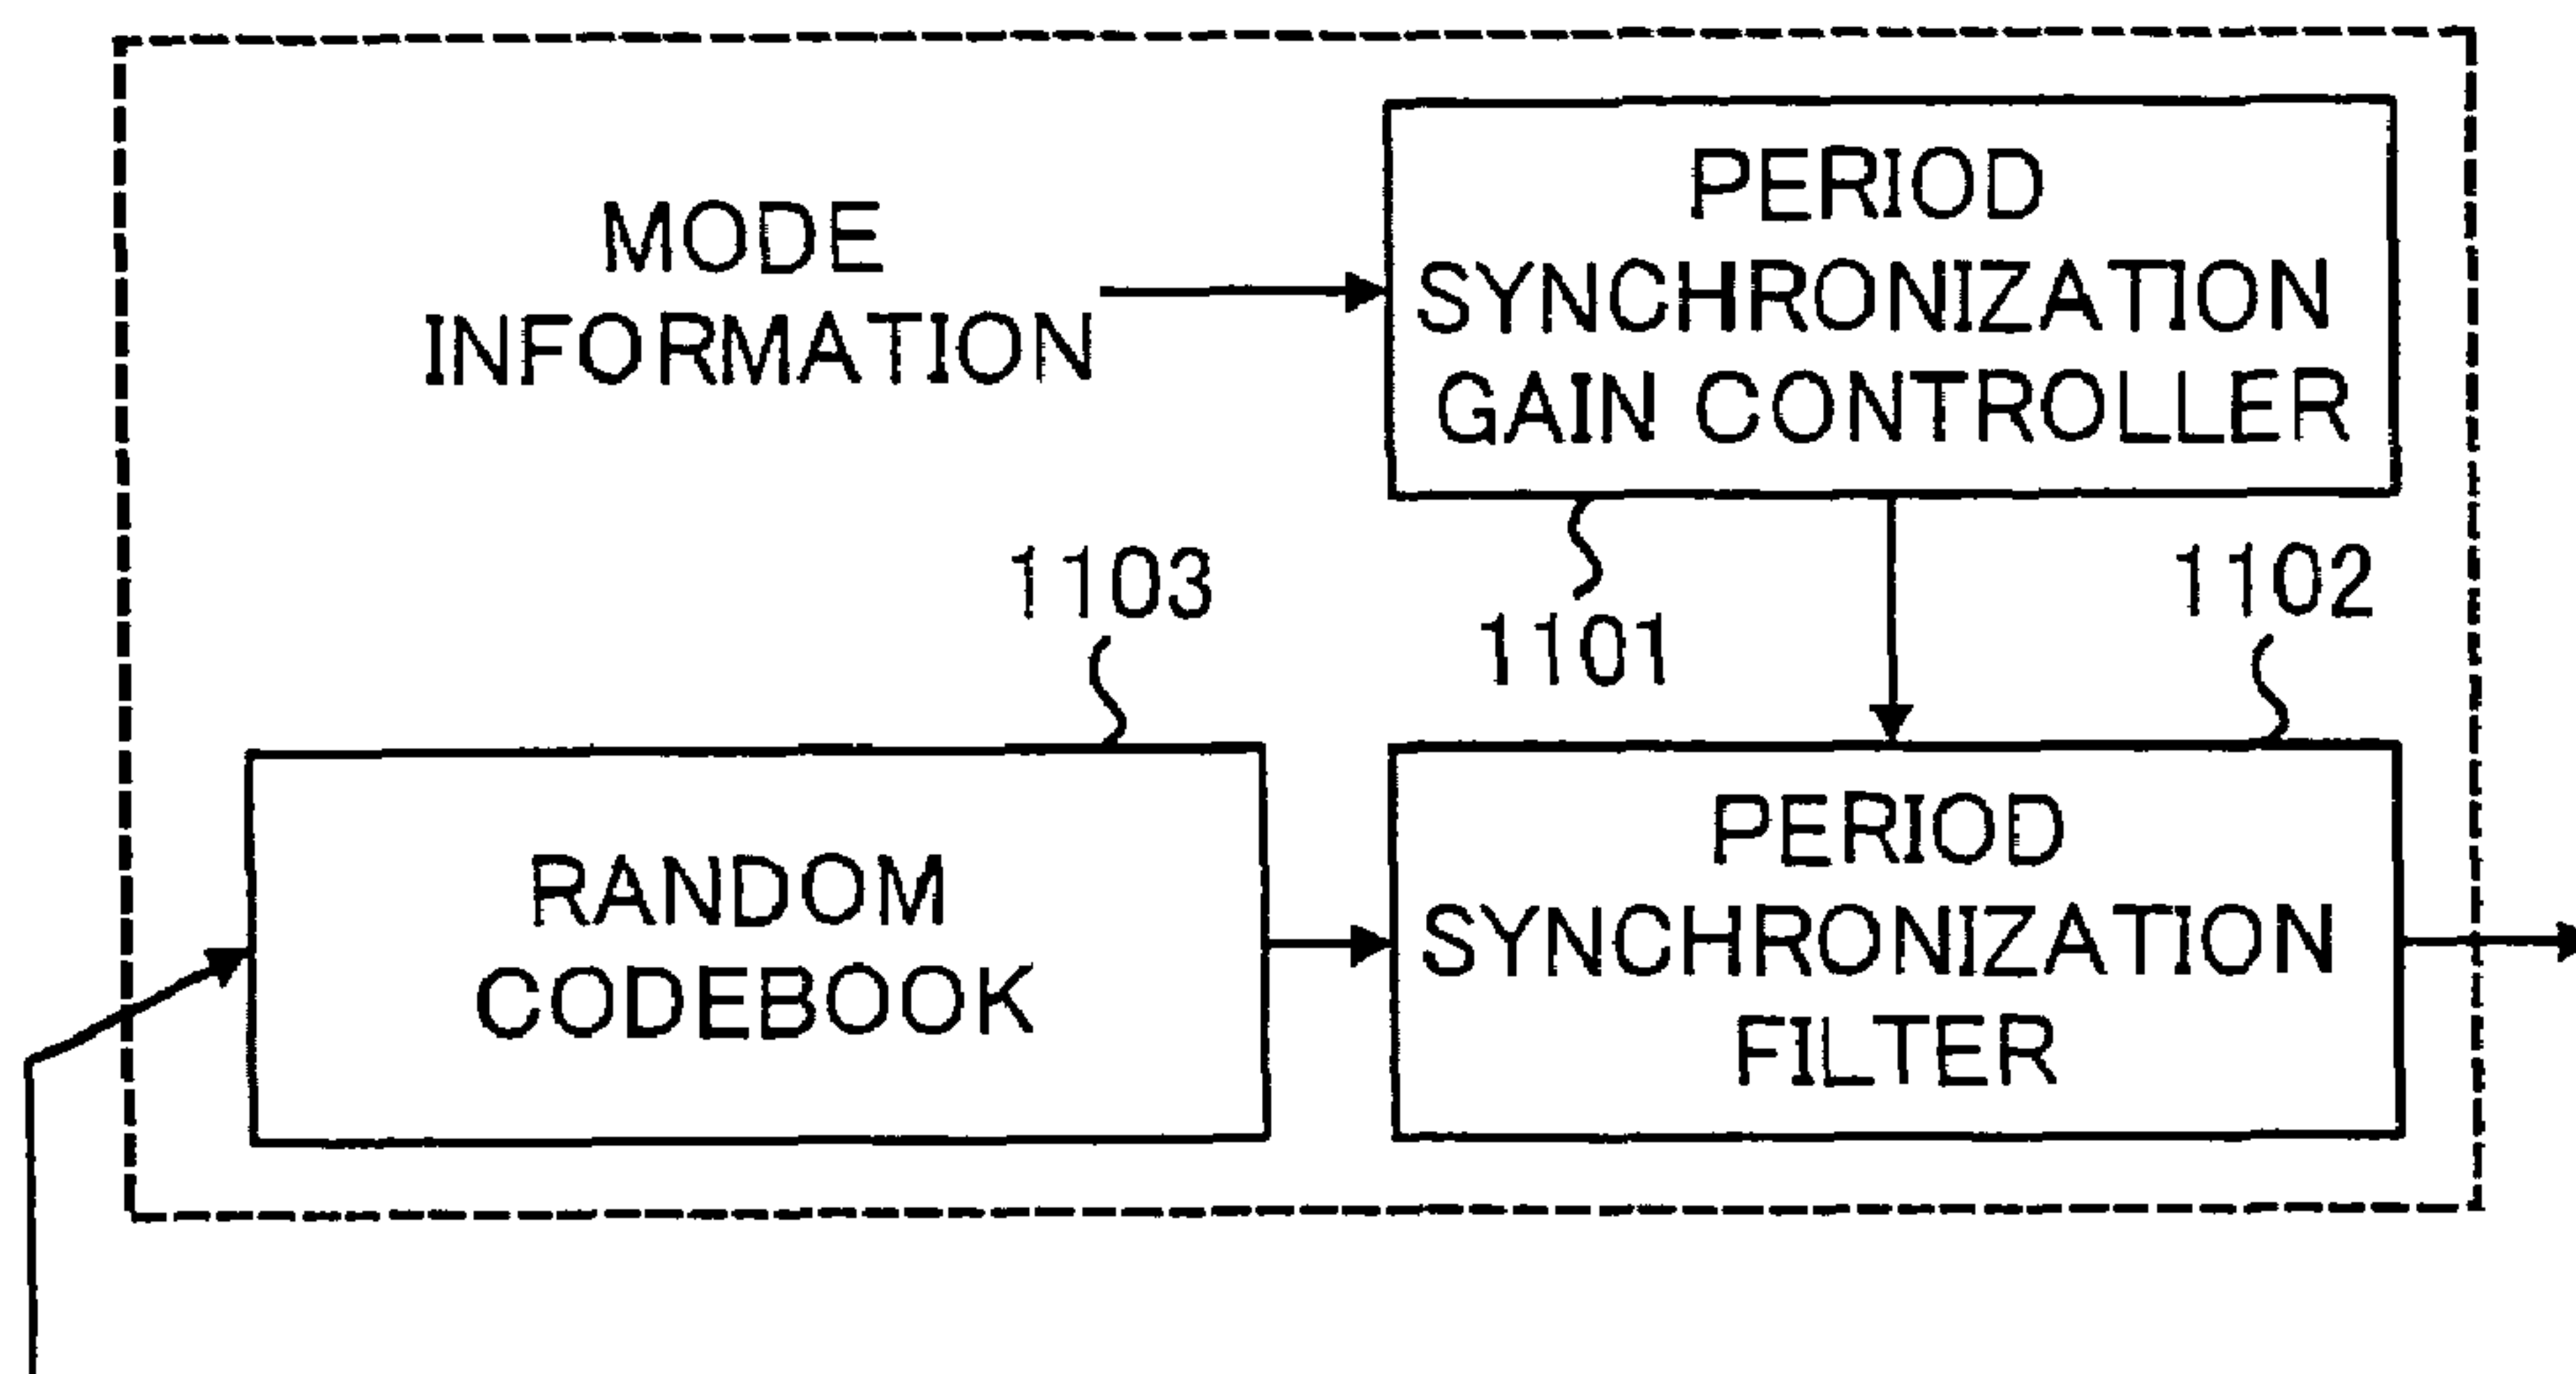 MODE
INFORMATION
PERIOD
SYNCHRONIZATION
GAIN CONTROLLER
1101
1103
1102
RANDOM
CODEBOOK
PERIOD
SYNCHRONIZATION
FILTER